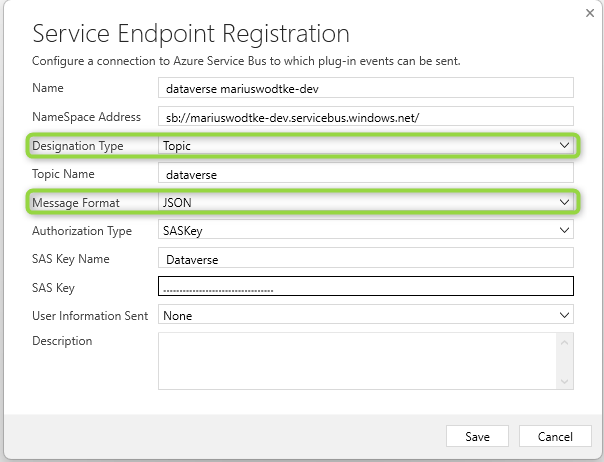 Service Endpoint Registration
Configure a connection to Azure Service Bus to which plug-in events can be sent.
Name dataverse mariuswodtke-dev
NameSpace Address sb://mariuswodtke-dev.servicebus.windows.net/
Designation Type Topic
Topic Name dataverse
Message Format JSON
Authorization Type SASKey
SAS Key Name Dataverse
SAS Key
User Information Sent None
Description
Save Cancel